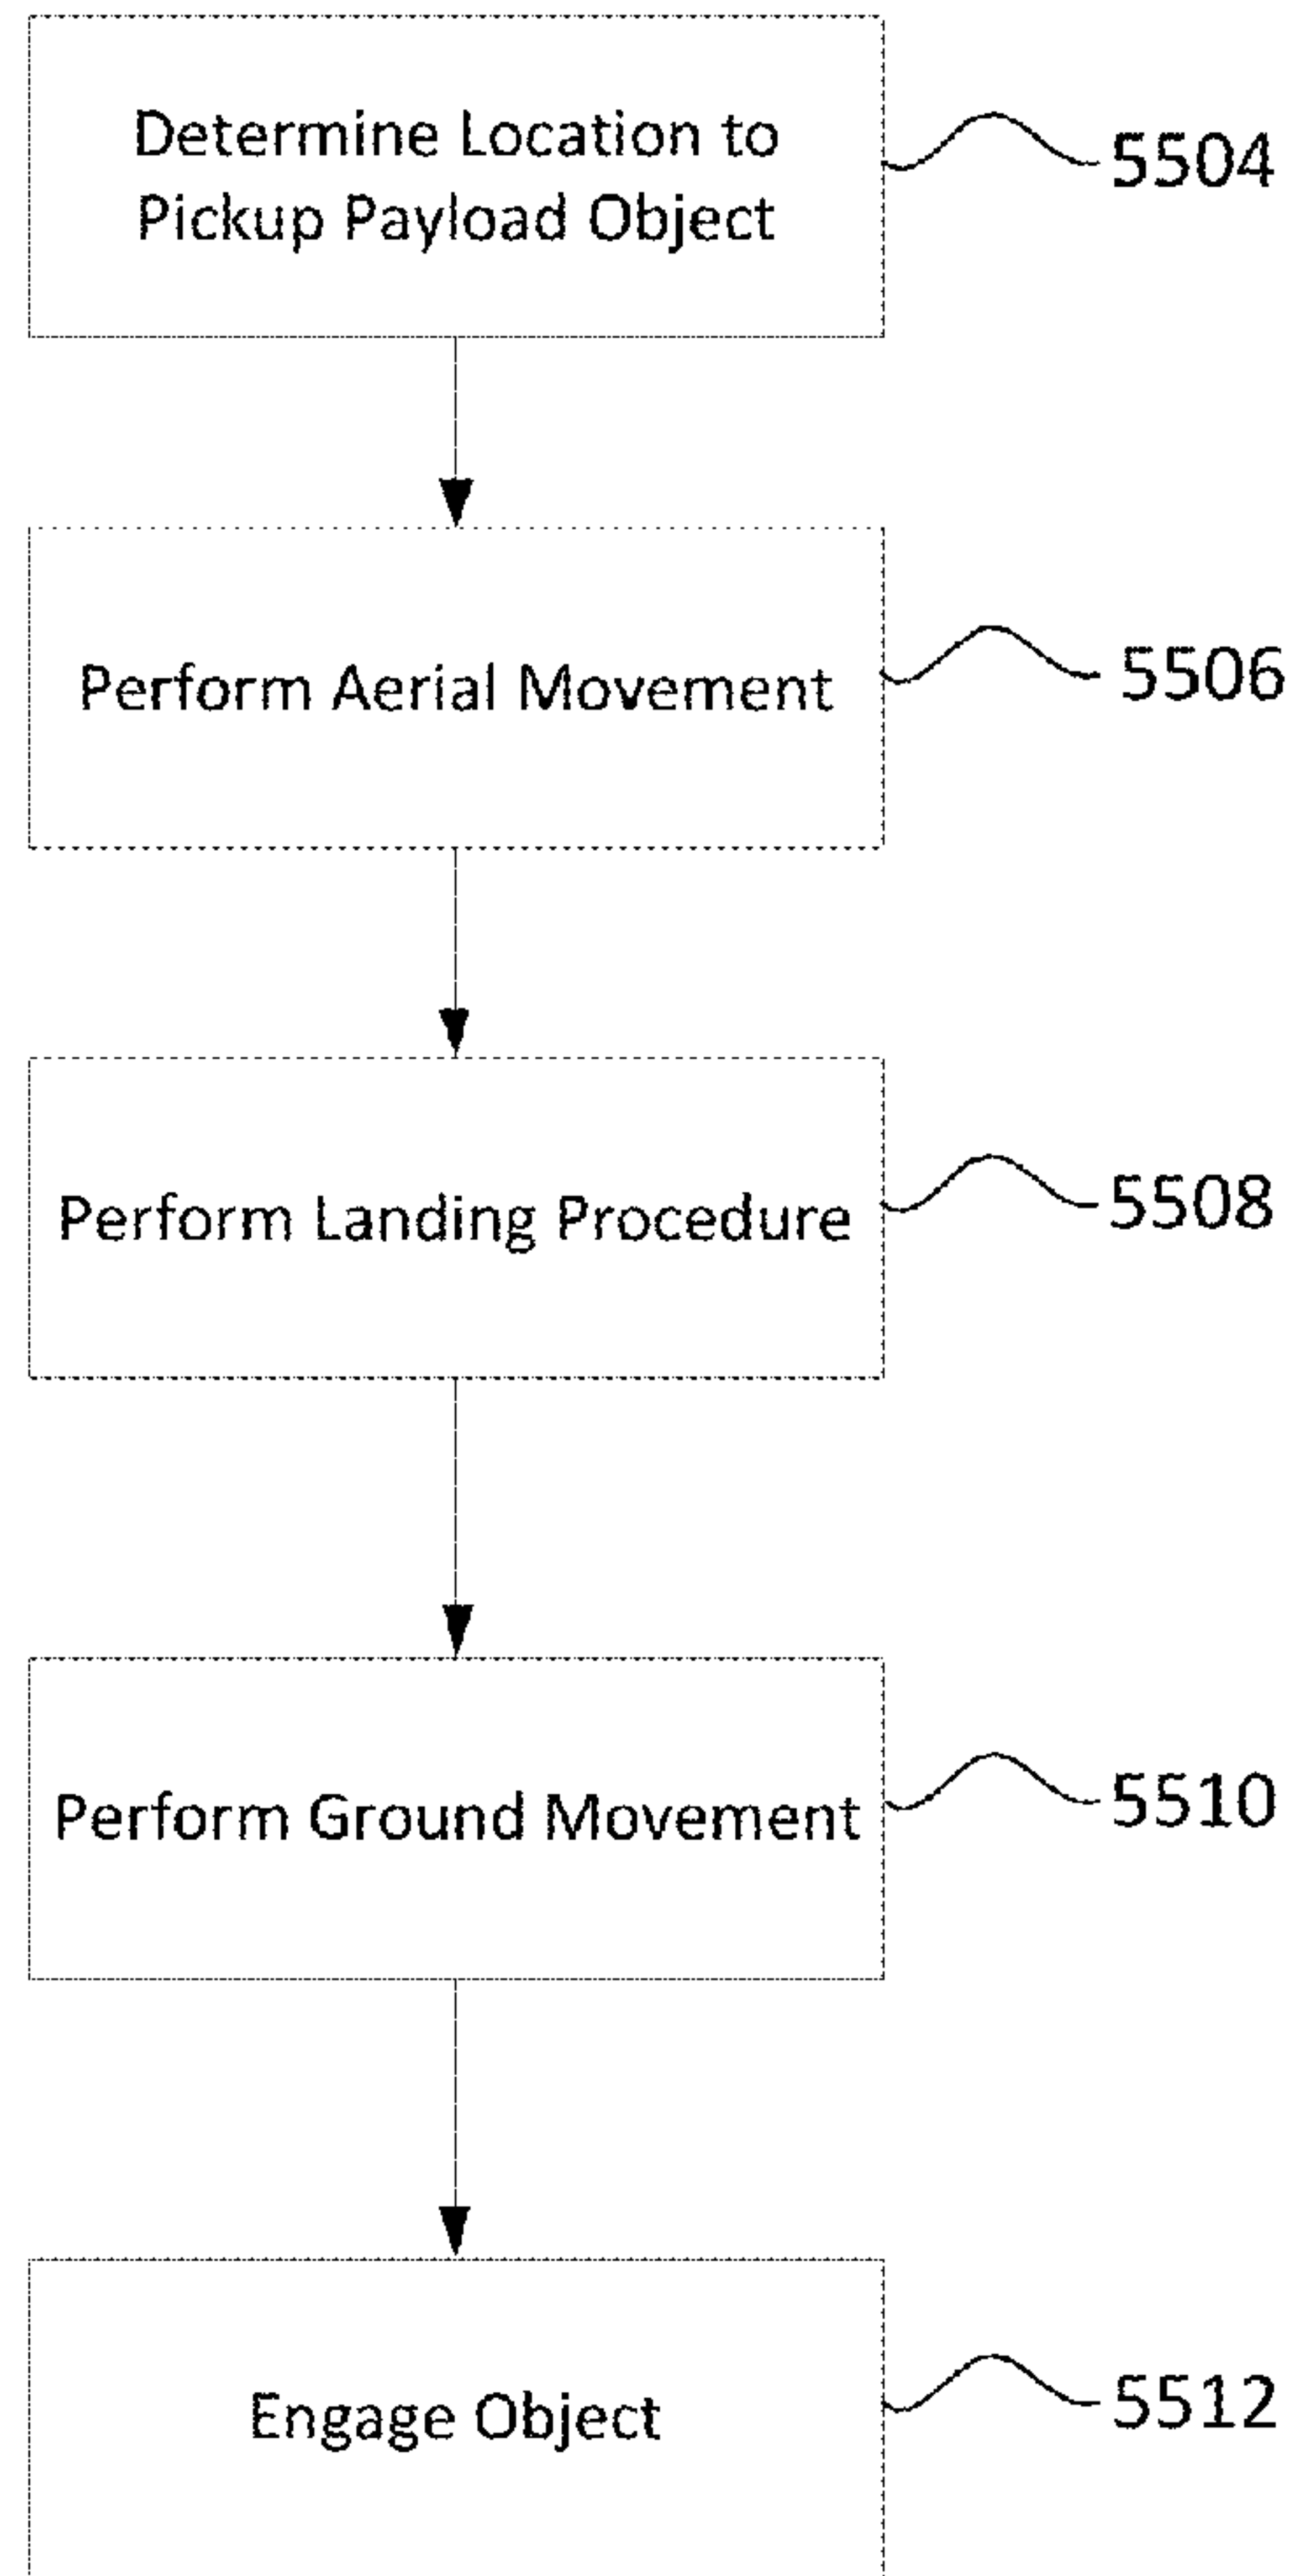 Determine Location to
Pickup Payload Object
5504
Perform Aerial Movement
5506
Perform Landing Procedure
5508
Perform Ground Movement
5510
Engage Object
5512